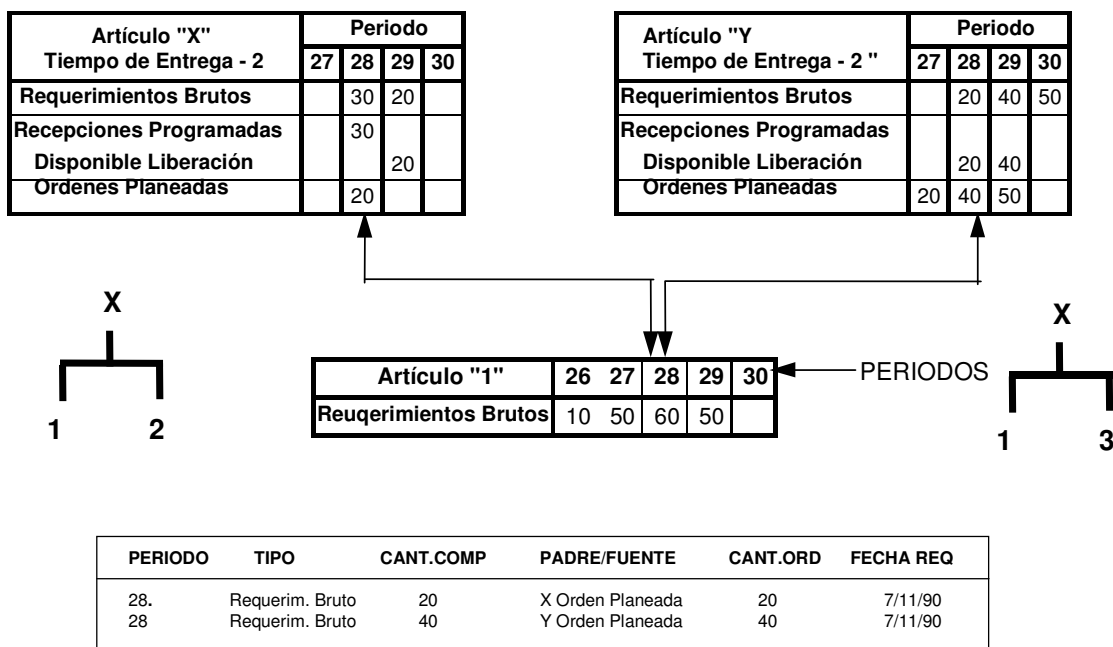 Artículo "X"
Tiempo de Entrega - 2
Periodo
27 28 29 30
Requerimientos Brutos 30 20
Recepciones Programadas 30
Disponible Liberación 20
Ordenes Planeadas 20
Artículo "Y
Tiempo de Entrega - 2 "
Periodo
27 28 29 30
Requerimientos Brutos 20 40 50
Recepciones Programadas
Disponible Liberación 20 40
Ordenes Planeadas 20 40 50
X
1 2
Artículo "1" 26 27 28 29 30
Reuqerimientos Brutos 10 50 60 50
PERIODOS
X
1 3
PERIODO TIPO CANT.COMP PADRE/FUENTE CANT.ORD FECHA REQ
28. Requerim. Bruto 20 X Orden Planeada 20 7/11/90
28 Requerim. Bruto 40 Y Orden Planeada 40 7/11/90